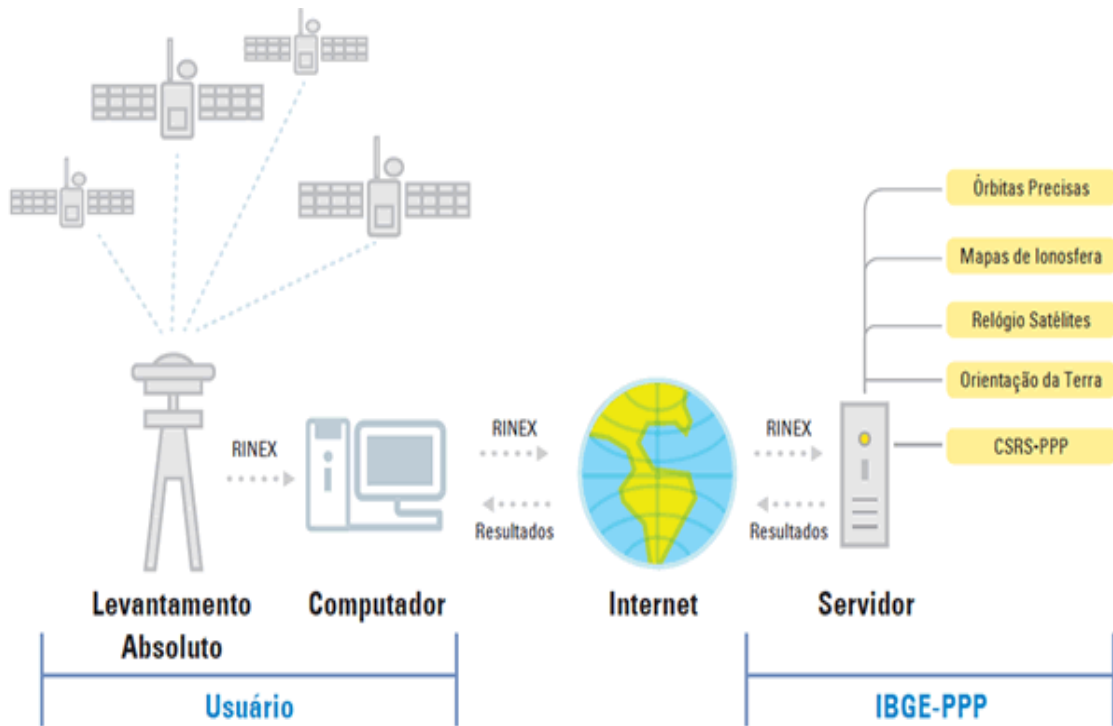 Órbitas Precisas
Mapas de Ionosfera
Relógio Satélites
Orientação da Terra
CSRS-PPP
RINEX
RINEX
RINEX
Resultados
Resultados
Levantamento
Absoluto
Computador
Internet
Servidor
Usuário
IBGE-PPP